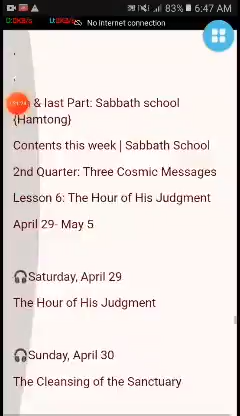 83% 6:47 AM
0KB/s 0KB/s No Internet connection
& last Part: Sabbath school
{Hamtong}
Contents this week | Sabbath School
2nd Quarter: Three Cosmic Messages
Lesson 6: The Hour of His Judgment
April 29- May 5
🎧Saturday, April 29
The Hour of His Judgment
🎧Sunday, April 30
The Cleansing of the Sanctuary